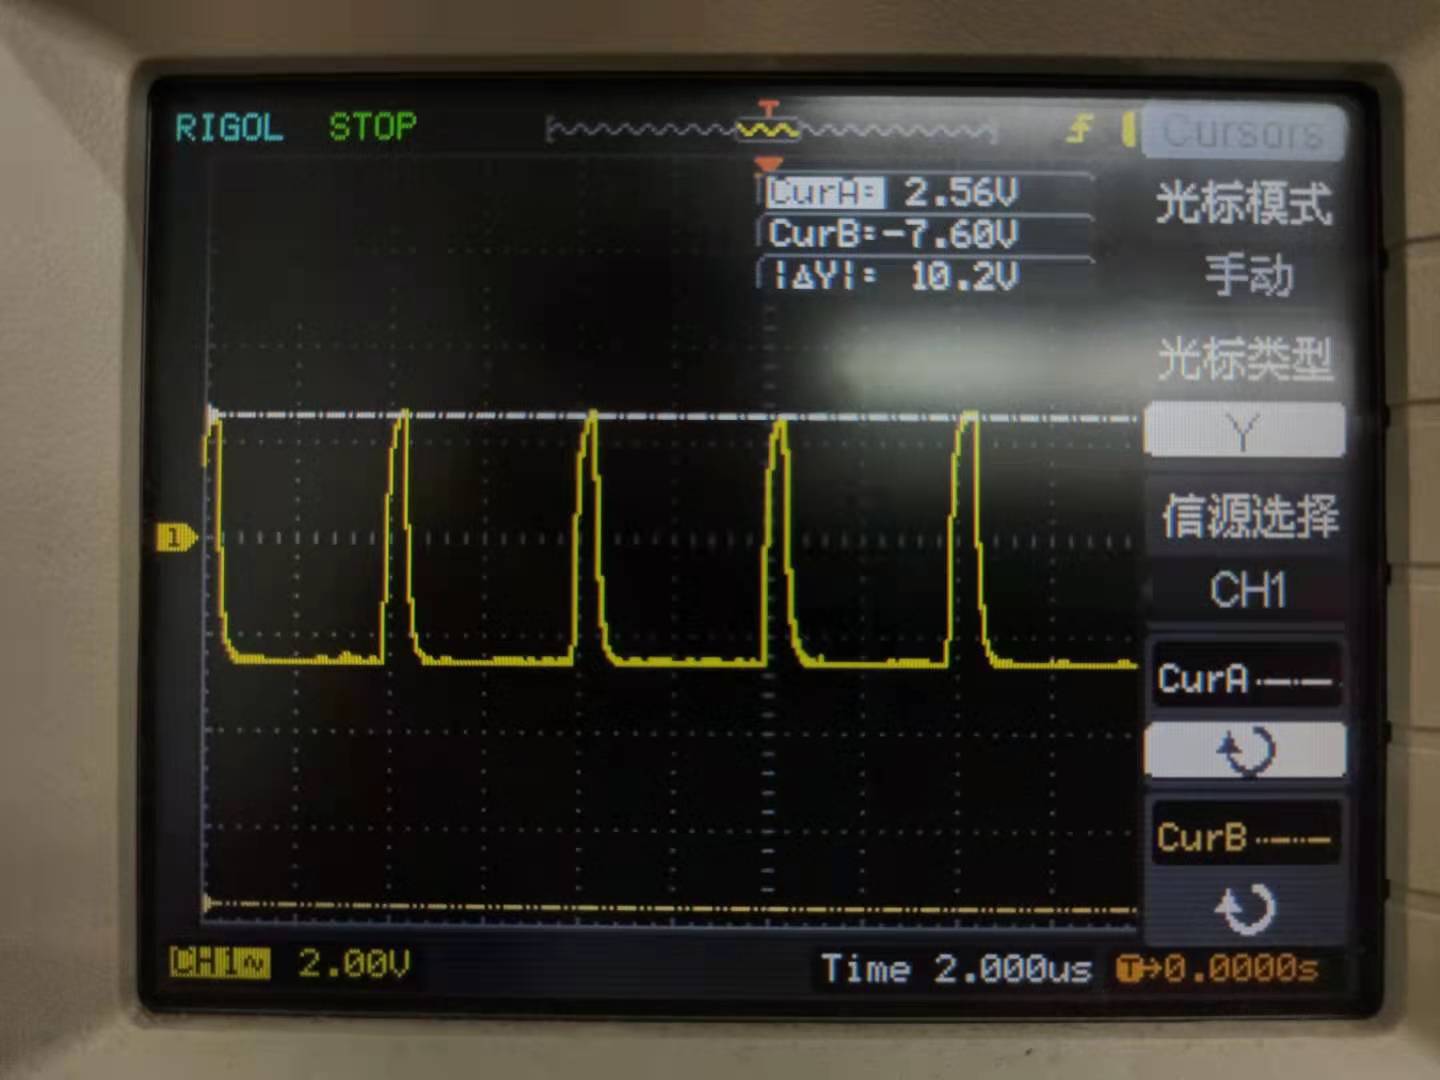 RIGOL STOP T Cursors
CurA: 2.56V
CurB:-7.60V
|ΔY|: 10.2V
光标模式
手动
光标类型
Y
信源选择
CH1
CurA
CurB
1
CH1~ 2.00V Time 2.000us T→0.0000s